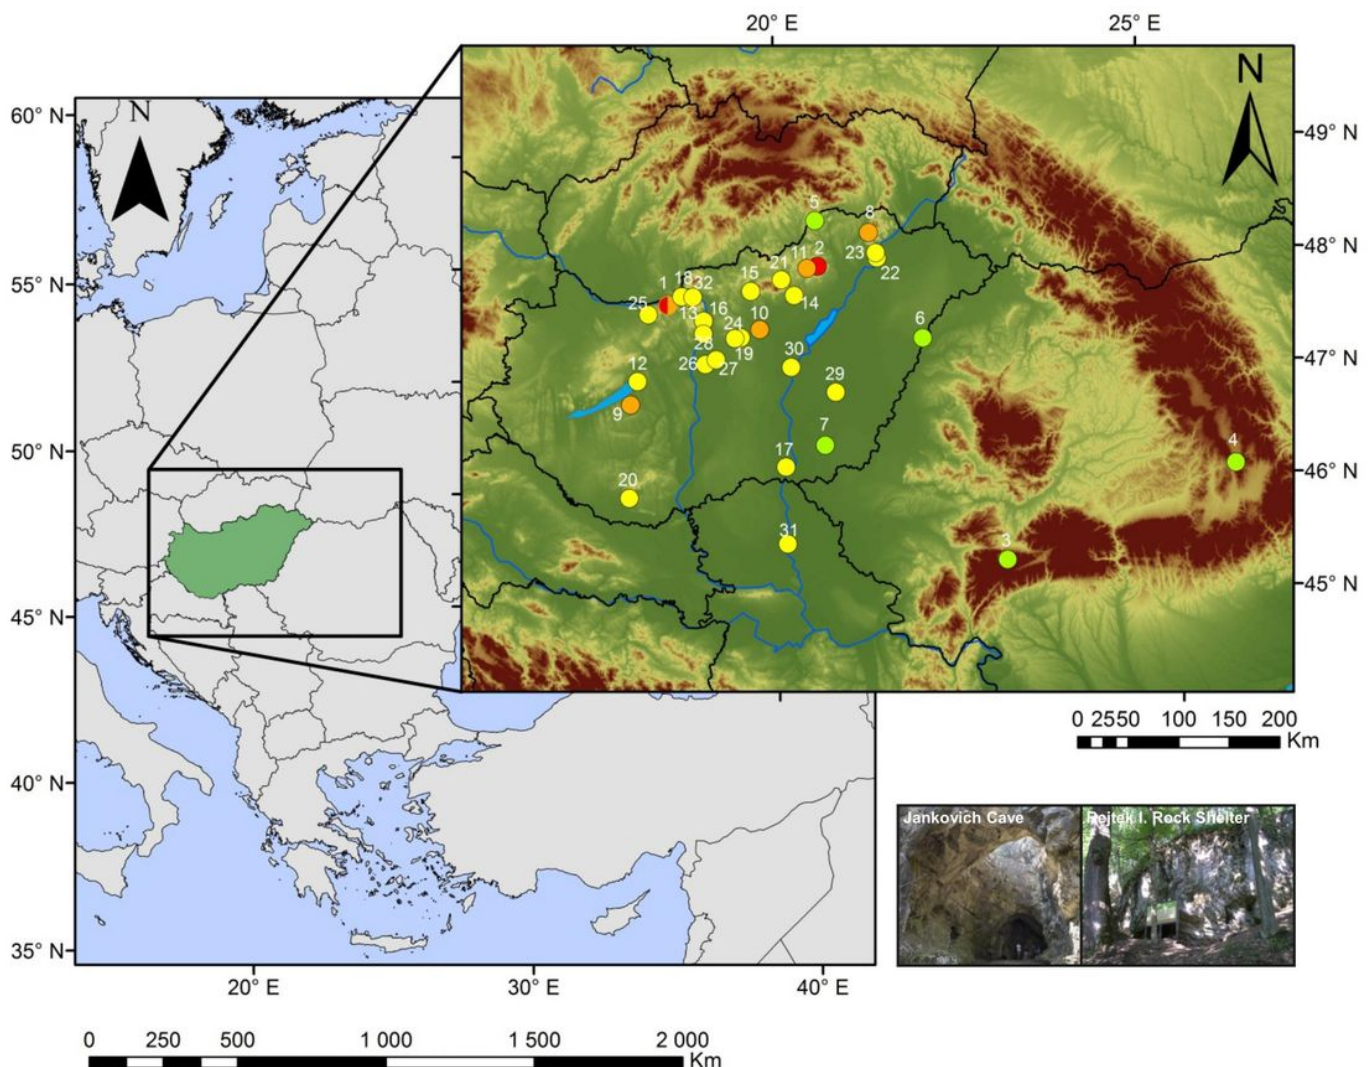 20° E
25° E
60° N
N
N
49° N
5
8
48° N
11
2
23
22
21
15
14
1
18
32
55° N
25
13
16
10
6
24
28
19
47° N
30
26
27
12
29
9
7
4
50° N
17
46° N
20
31
3
45° N
45° N
0 25 50 100 150 200
Km
40° N
Jankovich Cave
Rejtek I. Rock Shelter
35° N
20° E
30° E
40° E
0 250 500 1 000 1 500 2 000
Km